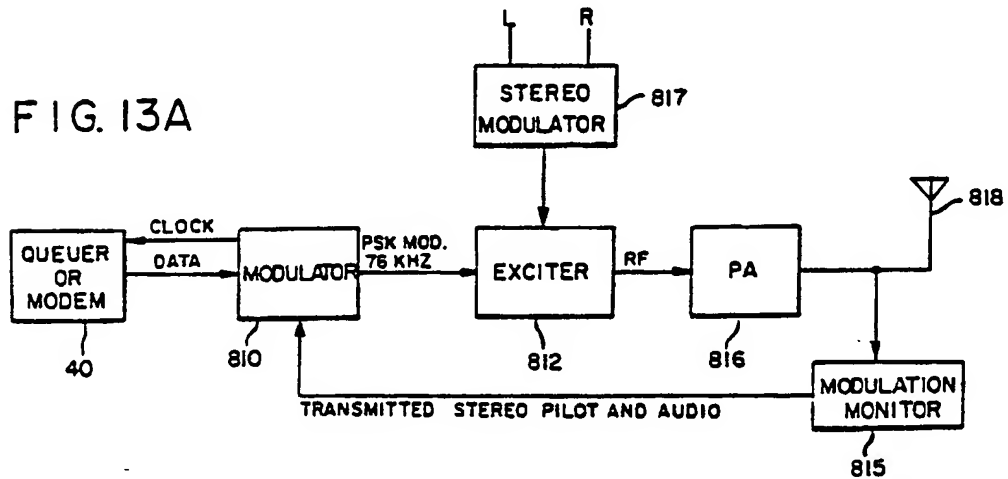 FIG. 13A
L R
STEREO
MODULATOR
817
818
QUEUER
OR
MODEM
40
CLOCK
DATA
MODULATOR
810
PSK MOD.
76 KHZ
EXCITER
812
RF
PA
816
MODULATION
MONITOR
815
TRANSMITTED STEREO PILOT AND AUDIO